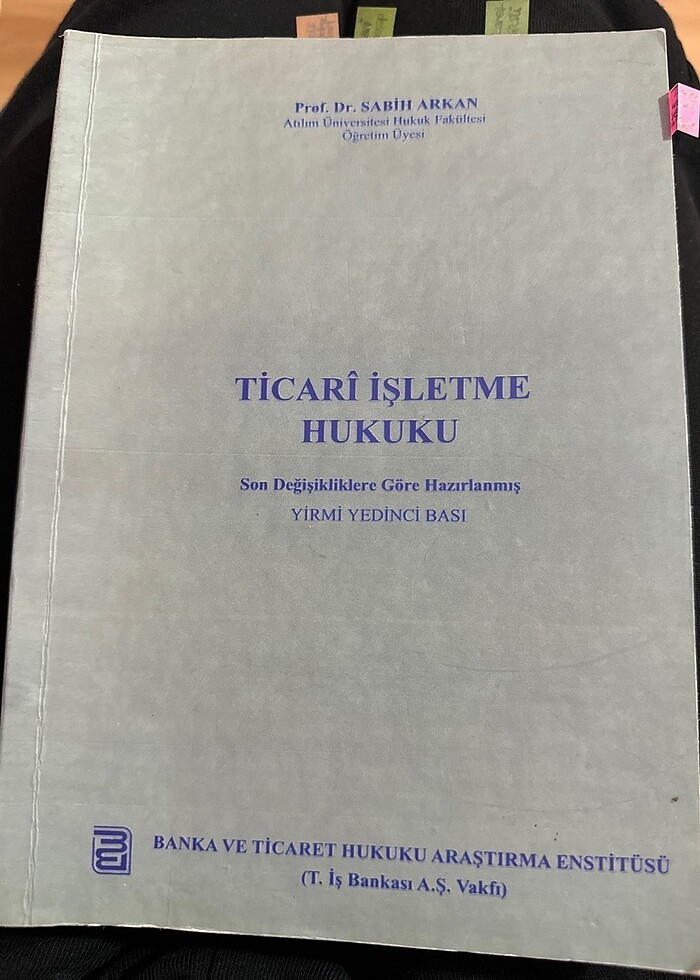 Prof. Dr. SABİH ARKAN
Atılım Üniversitesi Hukuk Fakültesi
Öğretim Üyesi
TİCARÎ İŞLETME
HUKUKU
Son Değişikliklere Göre Hazırlanmış
YİRMİ YEDİNCİ BASI
BANKA VE TİCARET HUKUKU ARAŞTIRMA ENSTİTÜSÜ
(T. İş Bankası A.Ş. Vakfı)